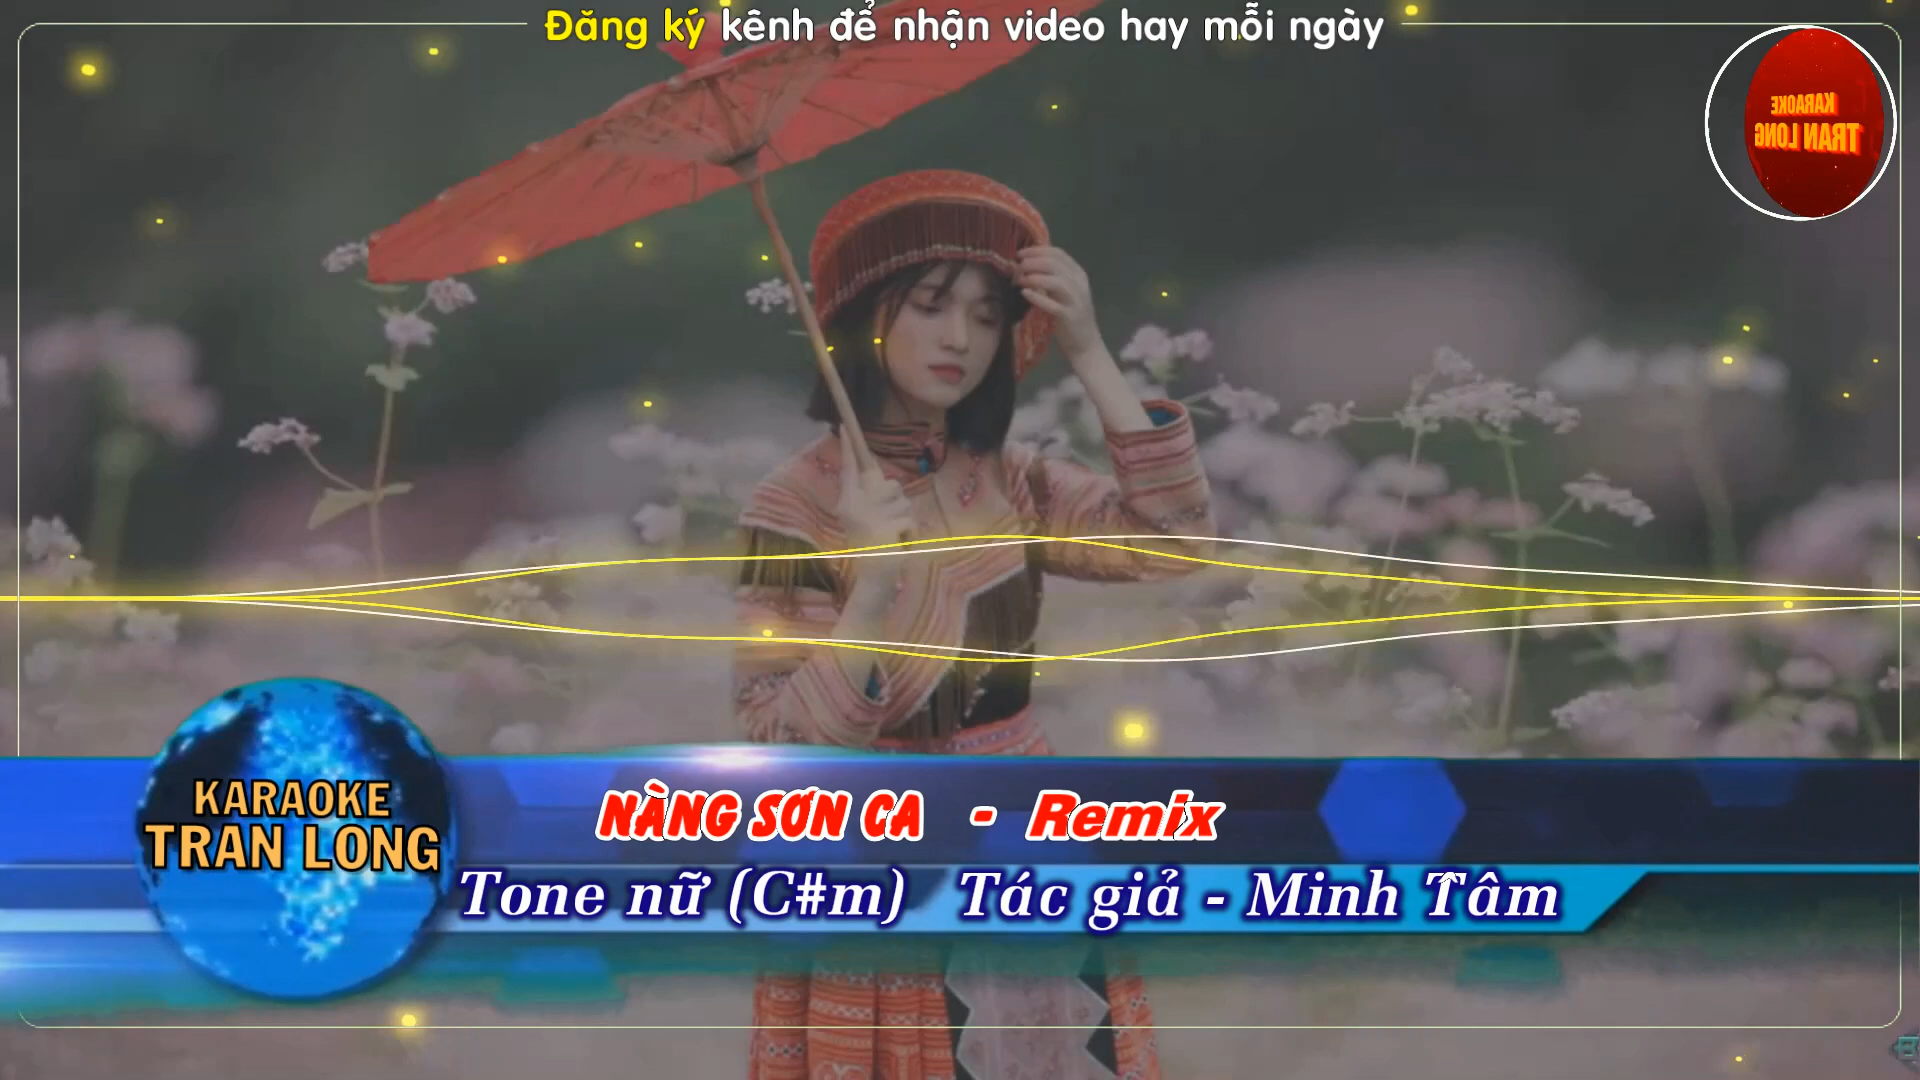 Đăng ký kênh để nhận video hay mỗi ngày
KARAOKE
TRAN LONG
NÀNG SƠN CA - Remix
KARAOKE
TRAN LONG
Tone nữ (C#m) Tác giả - Minh Tâm